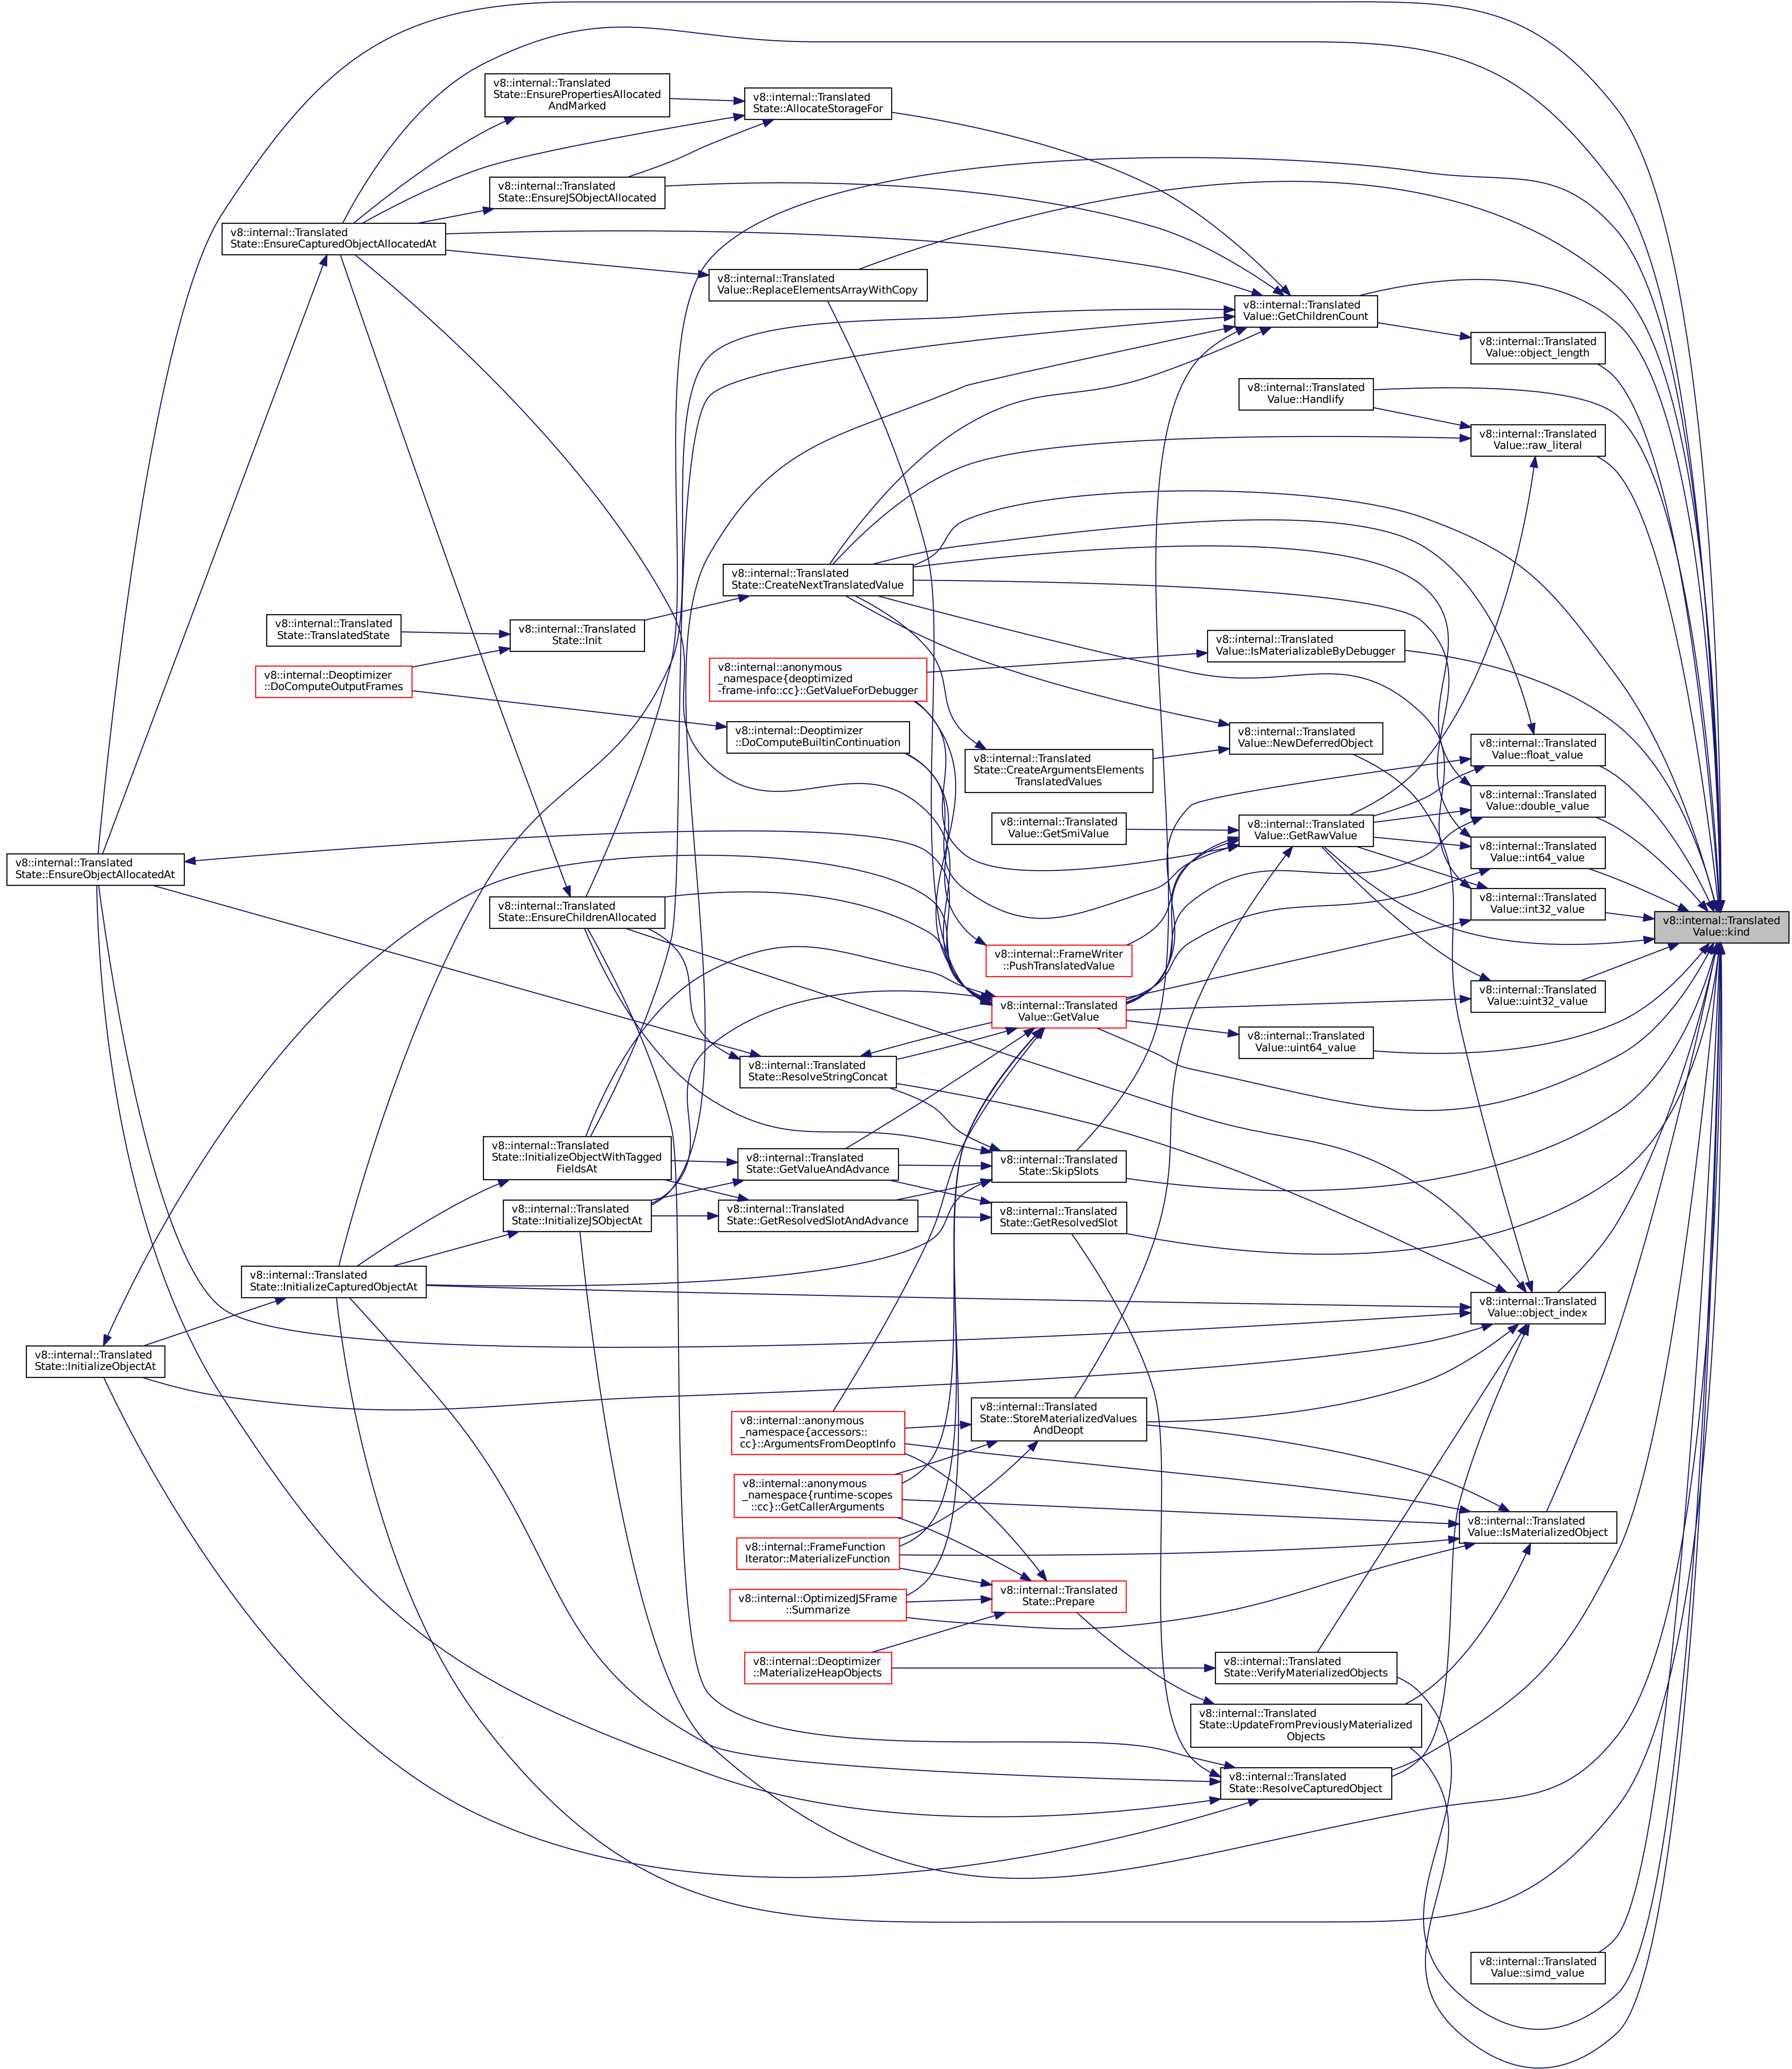 v8::internal::Translated
State::EnsurePropertiesAllocated
AndMarked
v8::internal::Translated
State::AllocateStorageFor
v8::internal::Translated
State::EnsureJSObjectAllocated
v8::internal::Translated
State::EnsureCapturedObjectAllocatedAt
v8::internal::Translated
Value::ReplaceElementsArrayWithCopy
v8::internal::Translated
Value::GetChildrenCount
v8::internal::Translated
Value::object_length
v8::internal::Translated
Value::Handlify
v8::internal::Translated
Value::raw_literal
v8::internal::Translated
State::CreateNextTranslatedValue
v8::internal::Translated
State::TranslatedState
v8::internal::Translated
State::Init
v8::internal::Translated
Value::IsMaterializableByDebugger
v8::internal::Deoptimizer
::DoComputeOutputFrames
v8::internal::anonymous
_namespace{deoptimized
-frame-info::cc}::GetValueForDebugger
v8::internal::Deoptimizer
::DoComputeBuiltinContinuation
v8::internal::Translated
Value::NewDeferredObject
v8::internal::Translated
Value::float_value
v8::internal::Translated
State::CreateArgumentsElements
TranslatedValues
v8::internal::Translated
Value::double_value
v8::internal::Translated
Value::GetSmiValue
v8::internal::Translated
Value::GetRawValue
v8::internal::Translated
Value::int64_value
v8::internal::Translated
State::EnsureObjectAllocatedAt
v8::internal::Translated
Value::int32_value
v8::internal::Translated
State::EnsureChildrenAllocated
v8::internal::Translated
Value::kind
v8::internal::FrameWriter
::PushTranslatedValue
v8::internal::Translated
Value::uint32_value
v8::internal::Translated
Value::GetValue
v8::internal::Translated
Value::uint64_value
v8::internal::Translated
State::ResolveStringConcat
v8::internal::Translated
State::InitializeObjectWithTagged
FieldsAt
v8::internal::Translated
State::GetValueAndAdvance
v8::internal::Translated
State::SkipSlots
v8::internal::Translated
State::InitializeJSObjectAt
v8::internal::Translated
State::GetResolvedSlotAndAdvance
v8::internal::Translated
State::GetResolvedSlot
v8::internal::Translated
State::InitializeCapturedObjectAt
v8::internal::Translated
Value::object_index
v8::internal::Translated
State::InitializeObjectAt
v8::internal::anonymous
_namespace{accessors::
cc}::ArgumentsFromDeoptInfo
v8::internal::Translated
State::StoreMaterializedValues
AndDeopt
v8::internal::anonymous
_namespace{runtime-scopes
::cc}::GetCallerArguments
v8::internal::Translated
Value::IsMaterializedObject
v8::internal::FrameFunction
Iterator::MaterializeFunction
v8::internal::OptimizedJSFrame
::Summarize
v8::internal::Translated
State::Prepare
v8::internal::Deoptimizer
::MaterializeHeapObjects
v8::internal::Translated
State::VerifyMaterializedObjects
v8::internal::Translated
State::UpdateFromPreviouslyMaterialized
Objects
v8::internal::Translated
State::ResolveCapturedObject
v8::internal::Translated
Value::simd_value